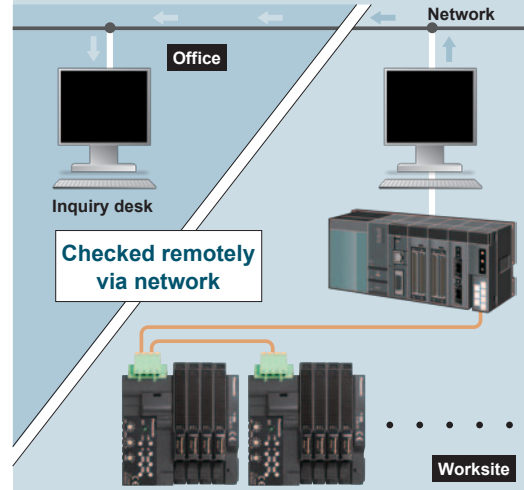 Network
Office
Inquiry desk
Checked remotely
via network
Worksite